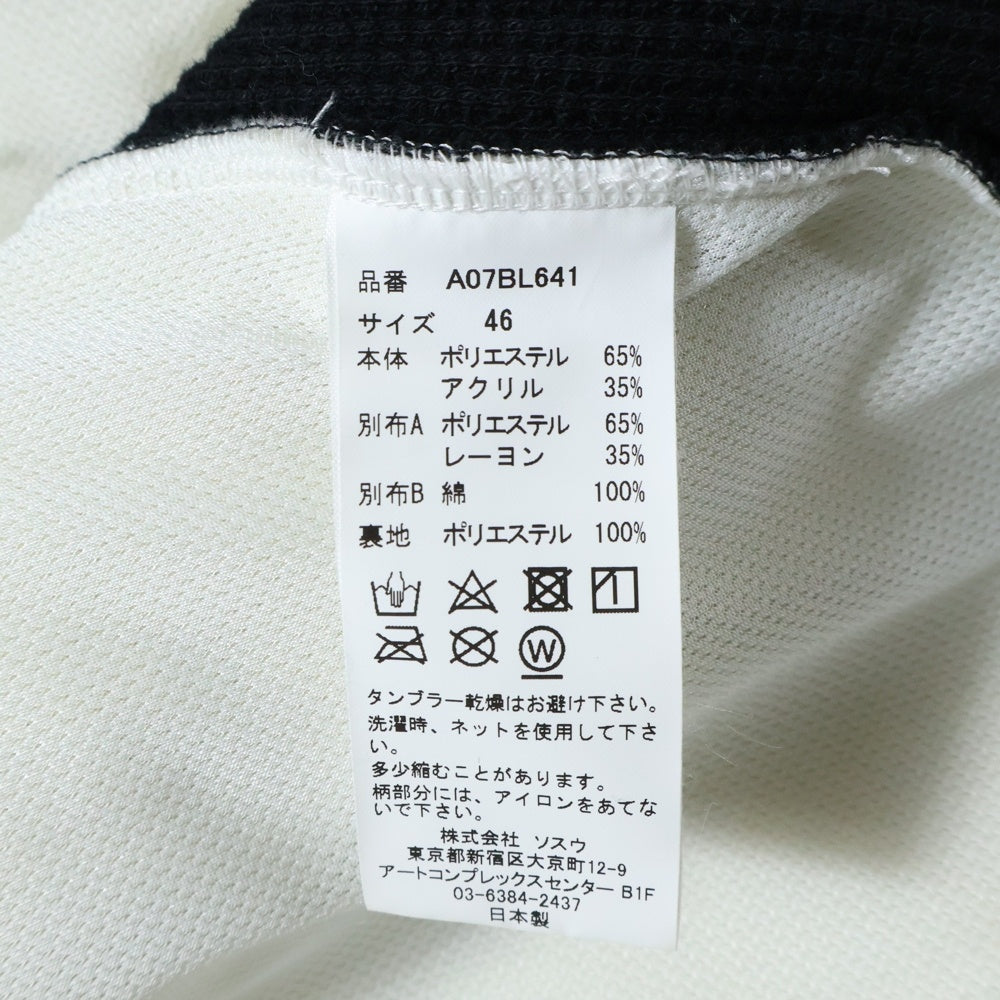 品番 A07BL641
サイズ 46
本体 ポリエステル 65%
アクリル 35%
別布A ポリエステル 65%
レーヨン 35%
別布B 綿 100%
裏地 ポリエステル 100%
W
タンブラー乾燥はお避け下さい。
洗濯時、ネットを使用して下さ
い。
多少縮むことがあります。
柄部分には、アイロンをあてな
いで下さい。
株式会社 ソスウ
東京都新宿区大京町12-9
アートコンプレックスセンター B1F
03-6384-2437
日本製